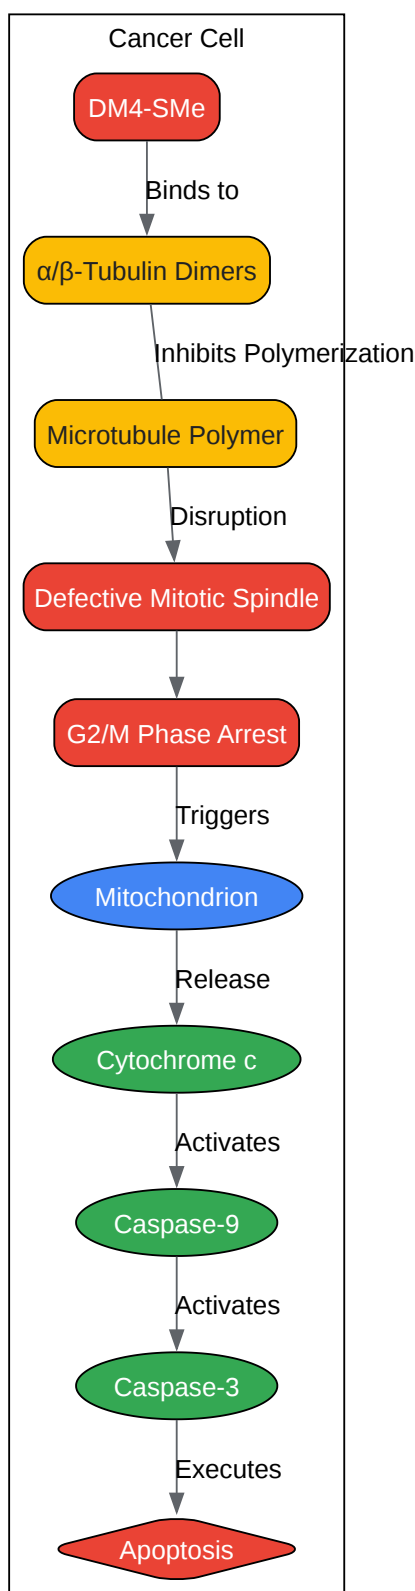 Cancer Cell
DM4-SMe
Binds to
α/β-Tubulin Dimers
Inhibits Polymerization
Microtubule Polymer
Disruption
Defective Mitotic Spindle
G2/M Phase Arrest
Triggers
Mitochondrion
Release
Cytochrome c
Activates
Caspase-9
Activates
Caspase-3
Executes
Apoptosis